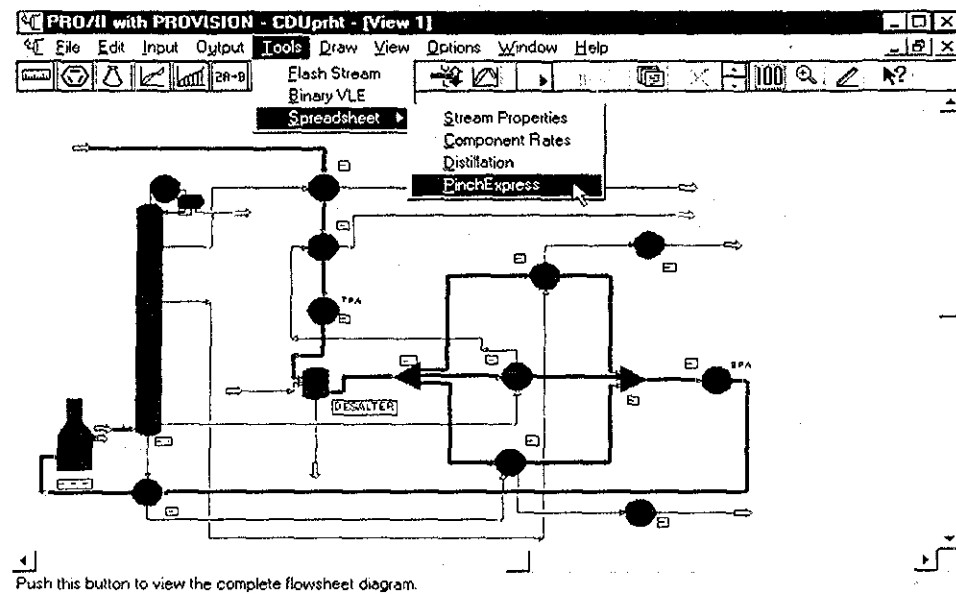 PRO/II with PROVISION - CDUprht - [View 1]
File Edit Input Output Tools Draw View Options Window Help
2A→B
100
Flash Stream
Binary VLE
Spreadsheet
Stream Properties
Component Rates
Distillation
PinchExpress
TPA
BPA
DESALTER
Push this button to view the complete flowsheet diagram.